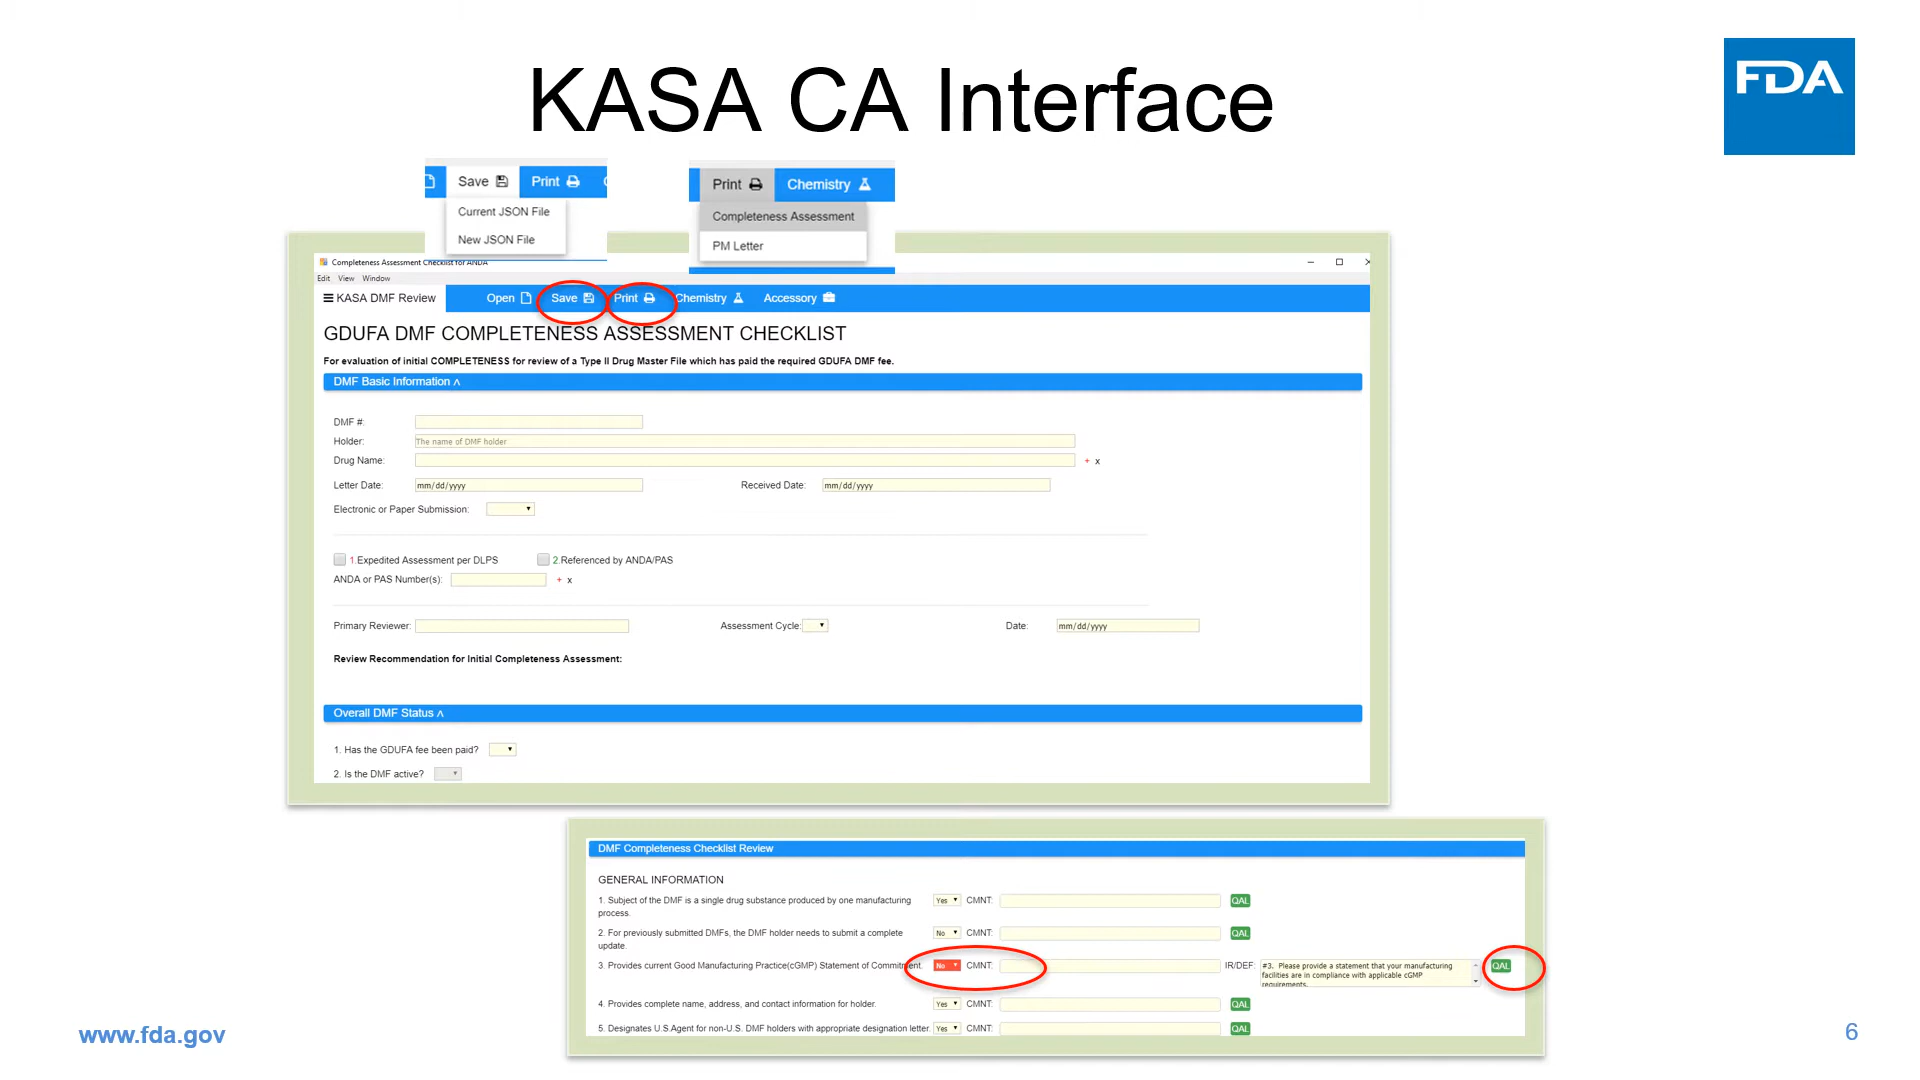 KASA CA Interface
FDA
Save Print
Current JSON File
New JSON File
Print Chemistry
Completeness Assessment
PM Letter
Completeness Assessment Checklist for ANDA
Edit View Window
KASA DMF Review Open Save Print Chemistry Accessory
GDUFA DMF COMPLETENESS ASSESSMENT CHECKLIST
For evaluation of initial COMPLETENESS for review of a Type II Drug Master File which has paid the required GDUFA DMF fee.
DMF Basic Information ʌ
DMF #:
Holder: The name of DMF holder
Drug Name: + x
Letter Date: mm/dd/yyyy Received Date: mm/dd/yyyy
Electronic or Paper Submission:
1.Expedited Assessment per DLPS 2.Referenced by ANDA/PAS
ANDA or PAS Number(s): + x
Primary Reviewer: Assessment Cycle: Date: mm/dd/yyyy
Review Recommendation for Initial Completeness Assessment:
Overall DMF Status ʌ
1. Has the GDUFA fee been paid?
2. Is the DMF active?
DMF Completeness Checklist Review
GENERAL INFORMATION
1. Subject of the DMF is a single drug substance produced by one manufacturing Yes CMNT: QAL
process.
2. For previously submitted DMFs, the DMF holder needs to submit a complete No CMNT: QAL
update.
3. Provides current Good Manufacturing Practice(cGMP) Statement of Commitment. No CMNT: IR/DEF: #3. Please provide a statement that your manufacturing QAL
facilities are in compliance with applicable cGMP
requirements.
4. Provides complete name, address, and contact information for holder. Yes CMNT: QAL
5. Designates U.S.Agent for non-U.S. DMF holders with appropriate designation letter. Yes CMNT: QAL
www.fda.gov
6